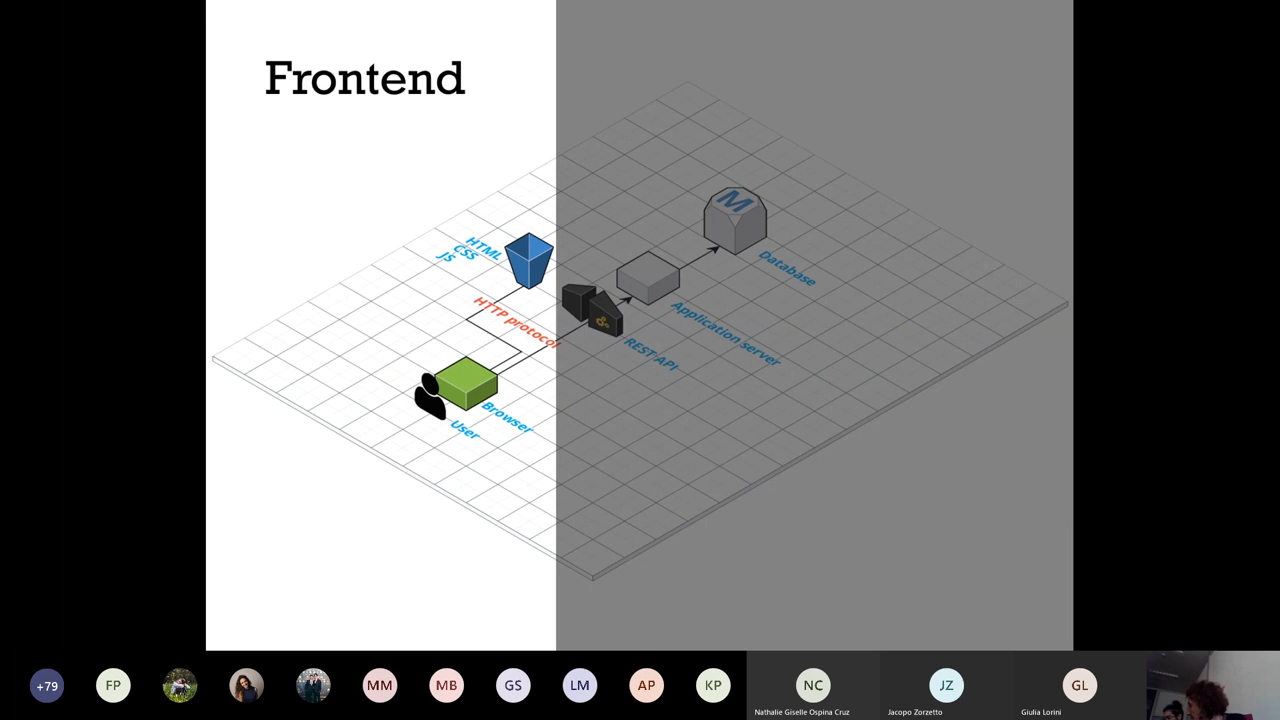 Frontend
M
HTML
CSS
JS
HTTP protocol
Database
Application server
REST API
Browser
User
+79
FP
MM
MB
GS
LM
AP
KP
NC
JZ
GL
Nathalie Giselle Ospina Cruz
Jacopo Zorzetto
Giulia Lorini